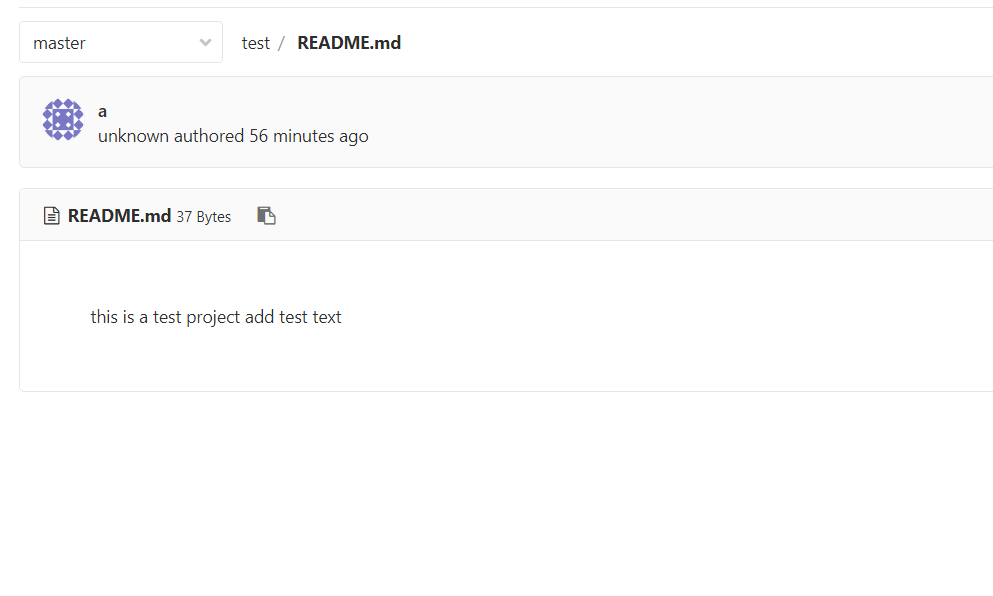 master test / README.md
a
unknown authored 56 minutes ago
README.md 37 Bytes
this is a test project add test text